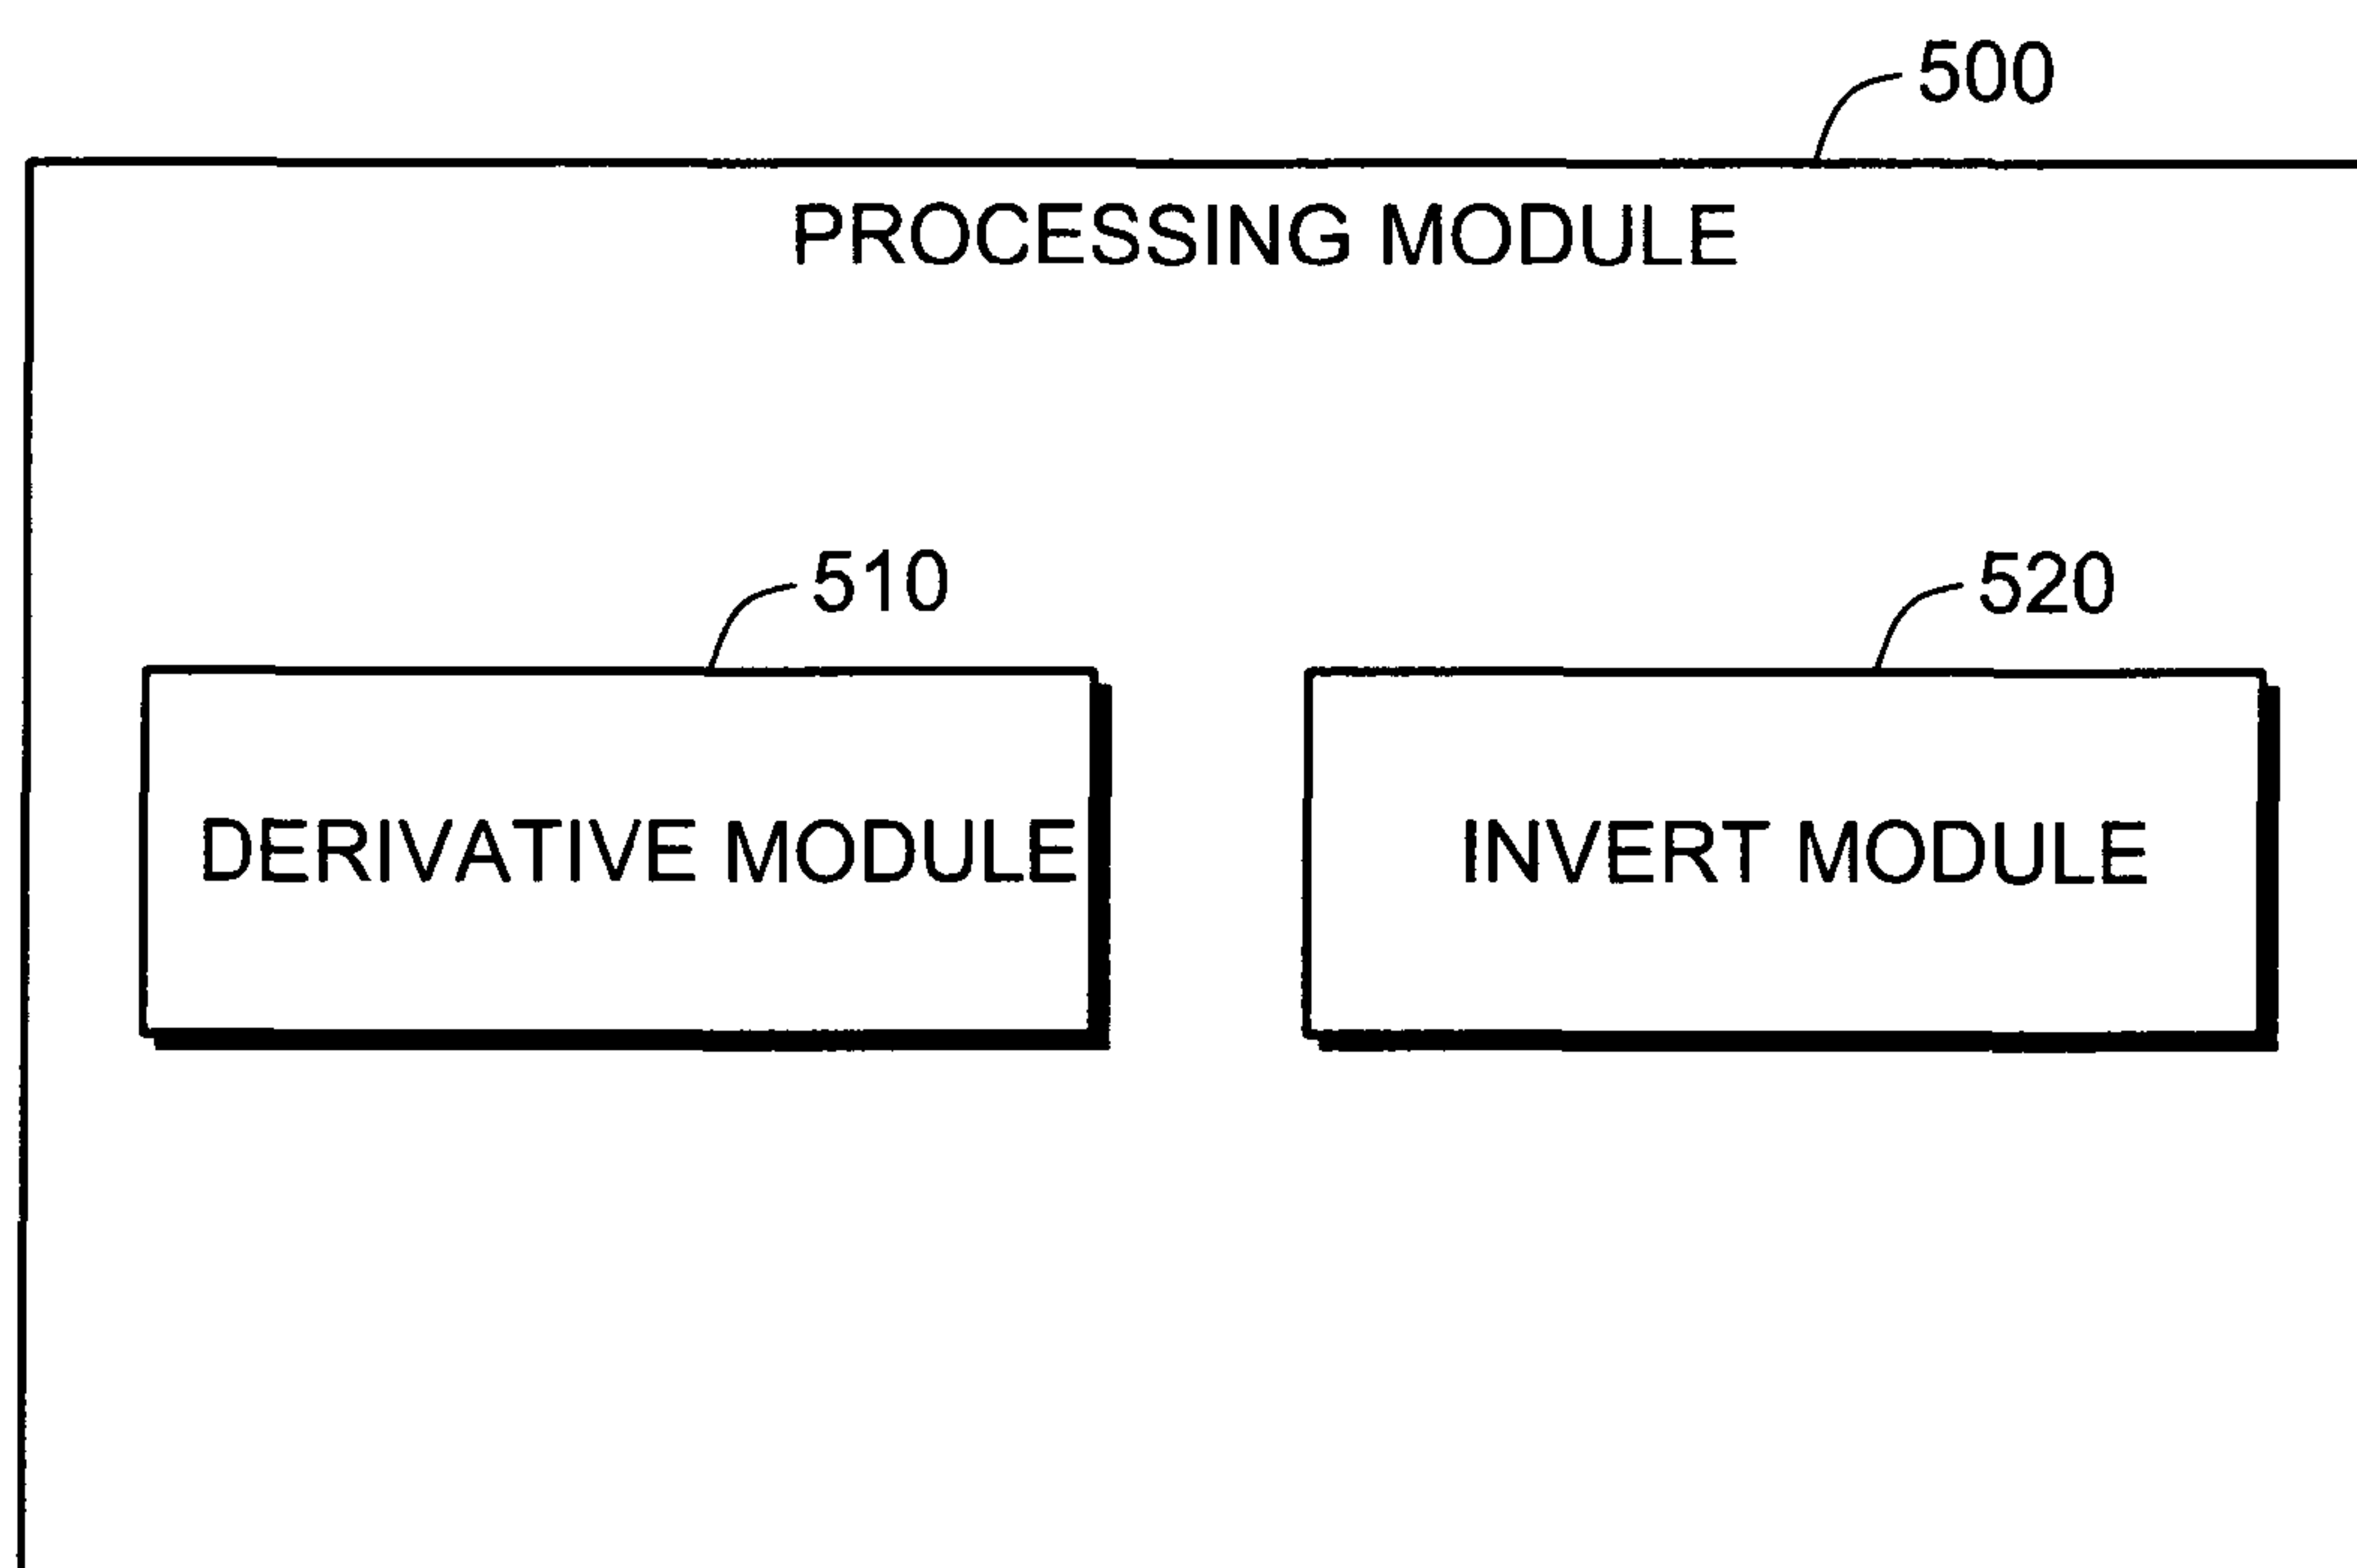 500
PROCESSING MODULE
510
520
DERIVATIVE MODULE
INVERT MODULE